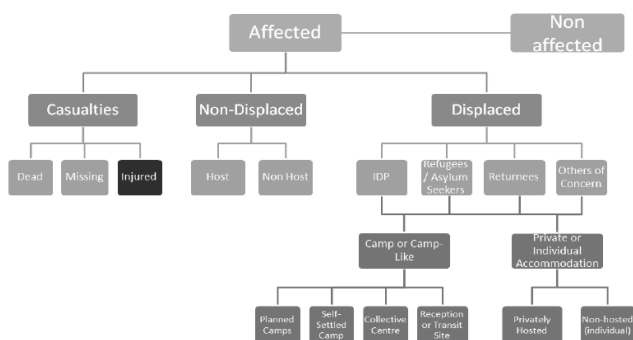 Affected
Non
affected
Casualties
Non-Displaced
Displaced
Dead
Missing
Injured
Host
Non Host
IDP
Refugees
/ Asylum
Seekers
Returnees
Others of
Concern
Camp or Camp-
Like
Private or
Individual
Accommodation
Planned
Camps
Self-
Settled
Camp
Collective
Centre
Reception
or Transit
Site
Privately
Hosted
Non-hosted
(individual)